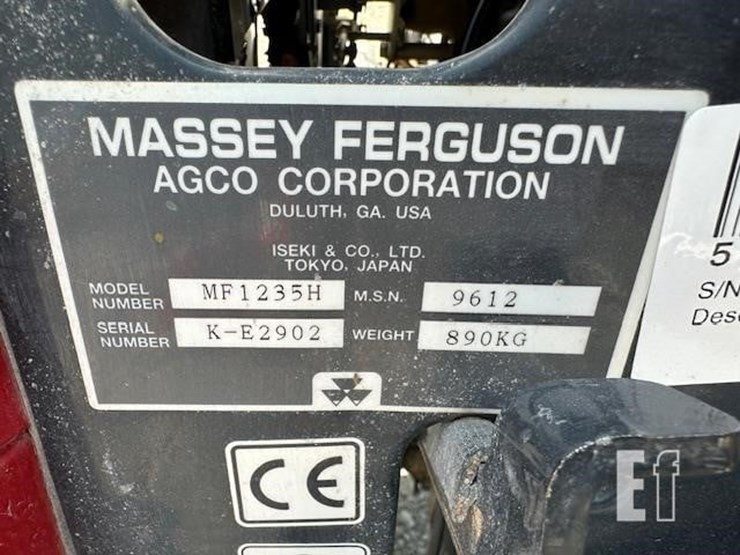 MASSEY FERGUSON
AGCO CORPORATION
DULUTH, GA. USA
ISEKI & CO., LTD.
TOKYO, JAPAN
MODEL NUMBER MF1235H M.S.N. 9612
SERIAL NUMBER K-E2902 WEIGHT 890KG
CE
5
S/N
Desc
Ef